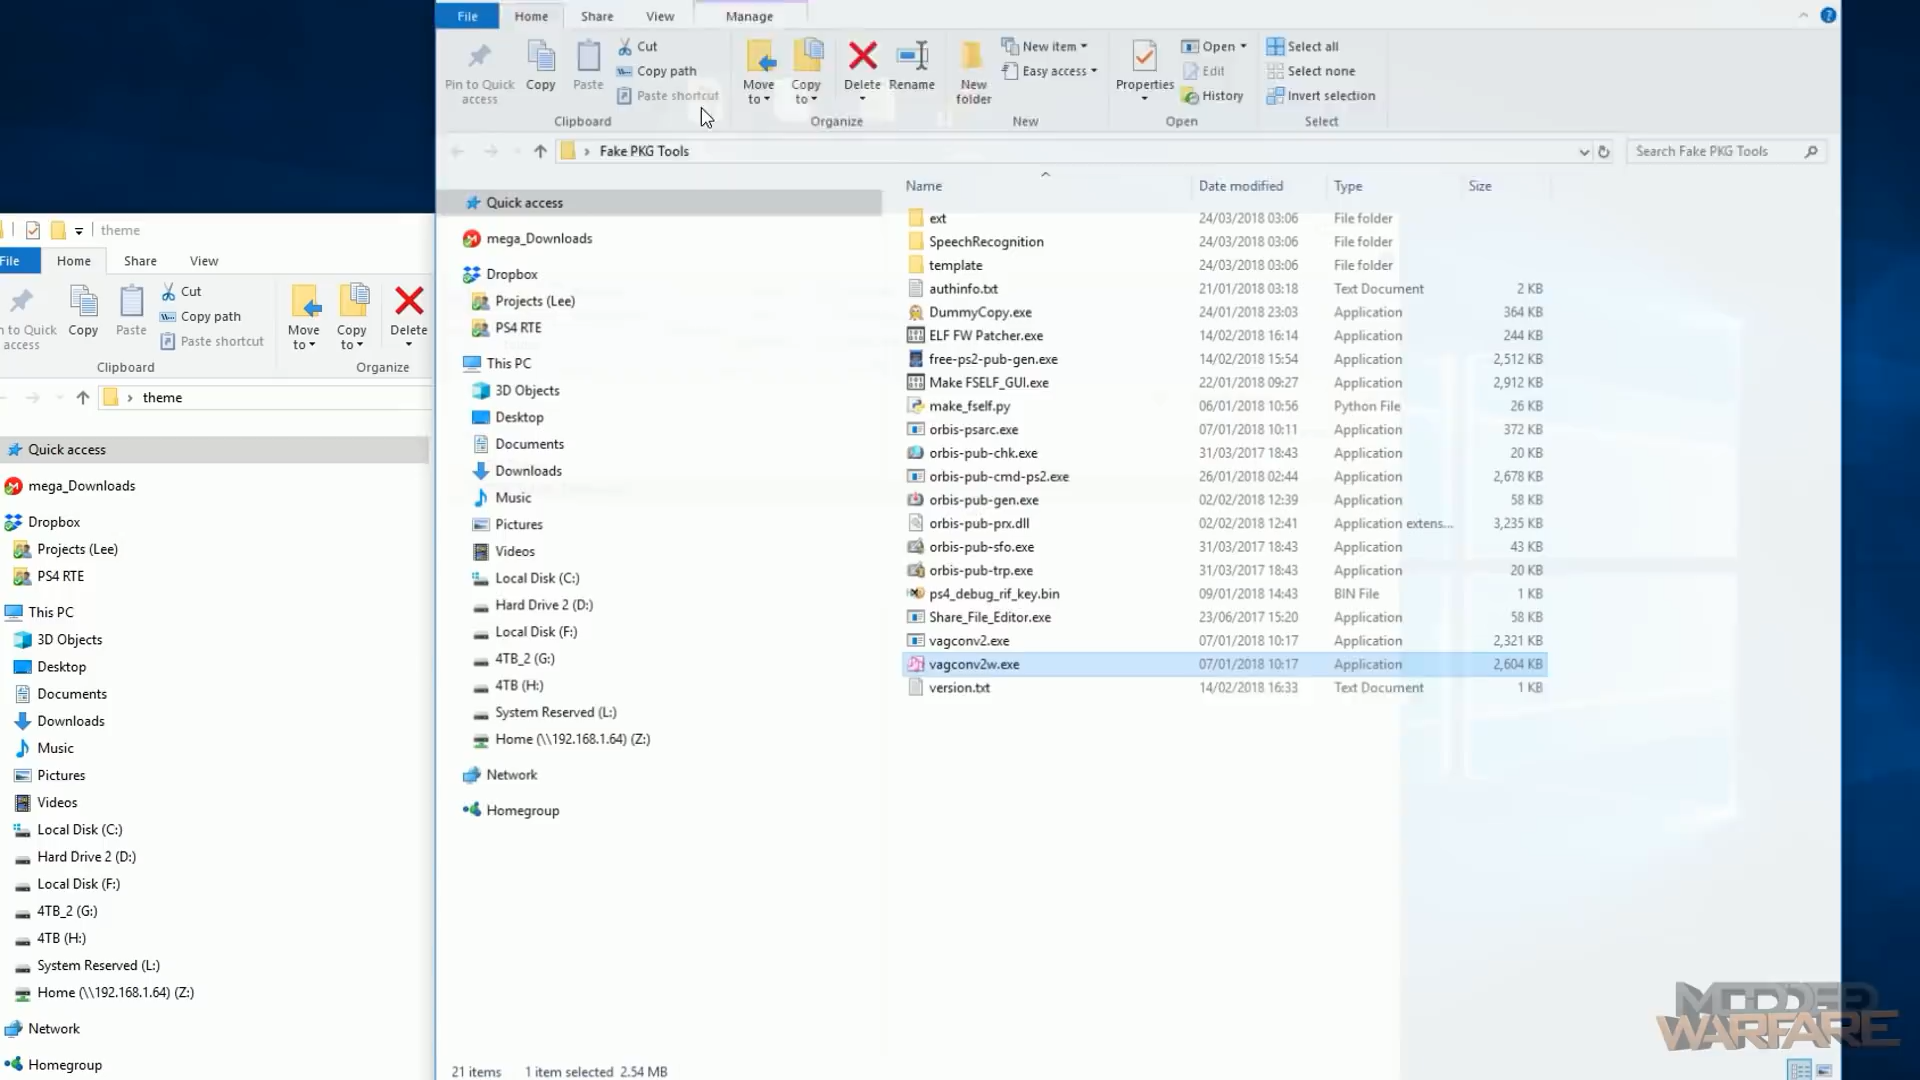 File Home Share View Manage
Pin to Quick access
Copy
Paste
Cut
Copy path
Paste shortcut
Clipboard
Move to
Copy to
Delete
Rename
Organize
New folder
New item
Easy access
New
Properties
Open
Edit
History
Open
Select all
Select none
Invert selection
Select
Fake PKG Tools
Search Fake PKG Tools
Quick access
mega_Downloads
Dropbox
Projects (Lee)
PS4 RTE
This PC
3D Objects
Desktop
Documents
Downloads
Music
Pictures
Videos
Local Disk (C:)
Hard Drive 2 (D:)
Local Disk (F:)
4TB_2 (G:)
4TB (H:)
System Reserved (L:)
Home (\\192.168.1.64) (Z:)
Network
Homegroup
Name Date modified Type Size
ext 24/03/2018 03:06 File folder
SpeechRecognition 24/03/2018 03:06 File folder
template 24/03/2018 03:06 File folder
authinfo.txt 21/01/2018 03:18 Text Document 2 KB
DummyCopy.exe 24/01/2018 23:03 Application 364 KB
ELF FW Patcher.exe 14/02/2018 16:14 Application 244 KB
free-ps2-pub-gen.exe 14/02/2018 15:54 Application 2,512 KB
Make FSELF_GUI.exe 22/01/2018 09:27 Application 2,912 KB
make_fself.py 06/01/2018 10:56 Python File 26 KB
orbis-psarc.exe 07/01/2018 10:11 Application 372 KB
orbis-pub-chk.exe 31/03/2017 18:43 Application 20 KB
orbis-pub-cmd-ps2.exe 26/01/2018 02:44 Application 2,678 KB
orbis-pub-gen.exe 02/02/2018 12:39 Application 58 KB
orbis-pub-prx.dll 02/02/2018 12:41 Application extens... 3,235 KB
orbis-pub-sfo.exe 31/03/2017 18:43 Application 43 KB
orbis-pub-trp.exe 31/03/2017 18:43 Application 20 KB
ps4_debug_rif_key.bin 09/01/2018 14:43 BIN File 1 KB
Share_File_Editor.exe 23/06/2017 15:20 Application 58 KB
vagconv2.exe 07/01/2018 10:17 Application 2,321 KB
vagconv2w.exe 07/01/2018 10:17 Application 2,604 KB
version.txt 14/02/2018 16:33 Text Document 1 KB
21 items 1 item selected 2.54 MB
theme
File Home Share View
n to Quick access
Copy
Paste
Cut
Copy path
Paste shortcut
Clipboard
Move to
Copy to
Delete
Organize
theme
Quick access
mega_Downloads
Dropbox
Projects (Lee)
PS4 RTE
This PC
3D Objects
Desktop
Documents
Downloads
Music
Pictures
Videos
Local Disk (C:)
Hard Drive 2 (D:)
Local Disk (F:)
4TB_2 (G:)
4TB (H:)
System Reserved (L:)
Home (\\192.168.1.64) (Z:)
Network
Homegroup
MODDED
WARFARE